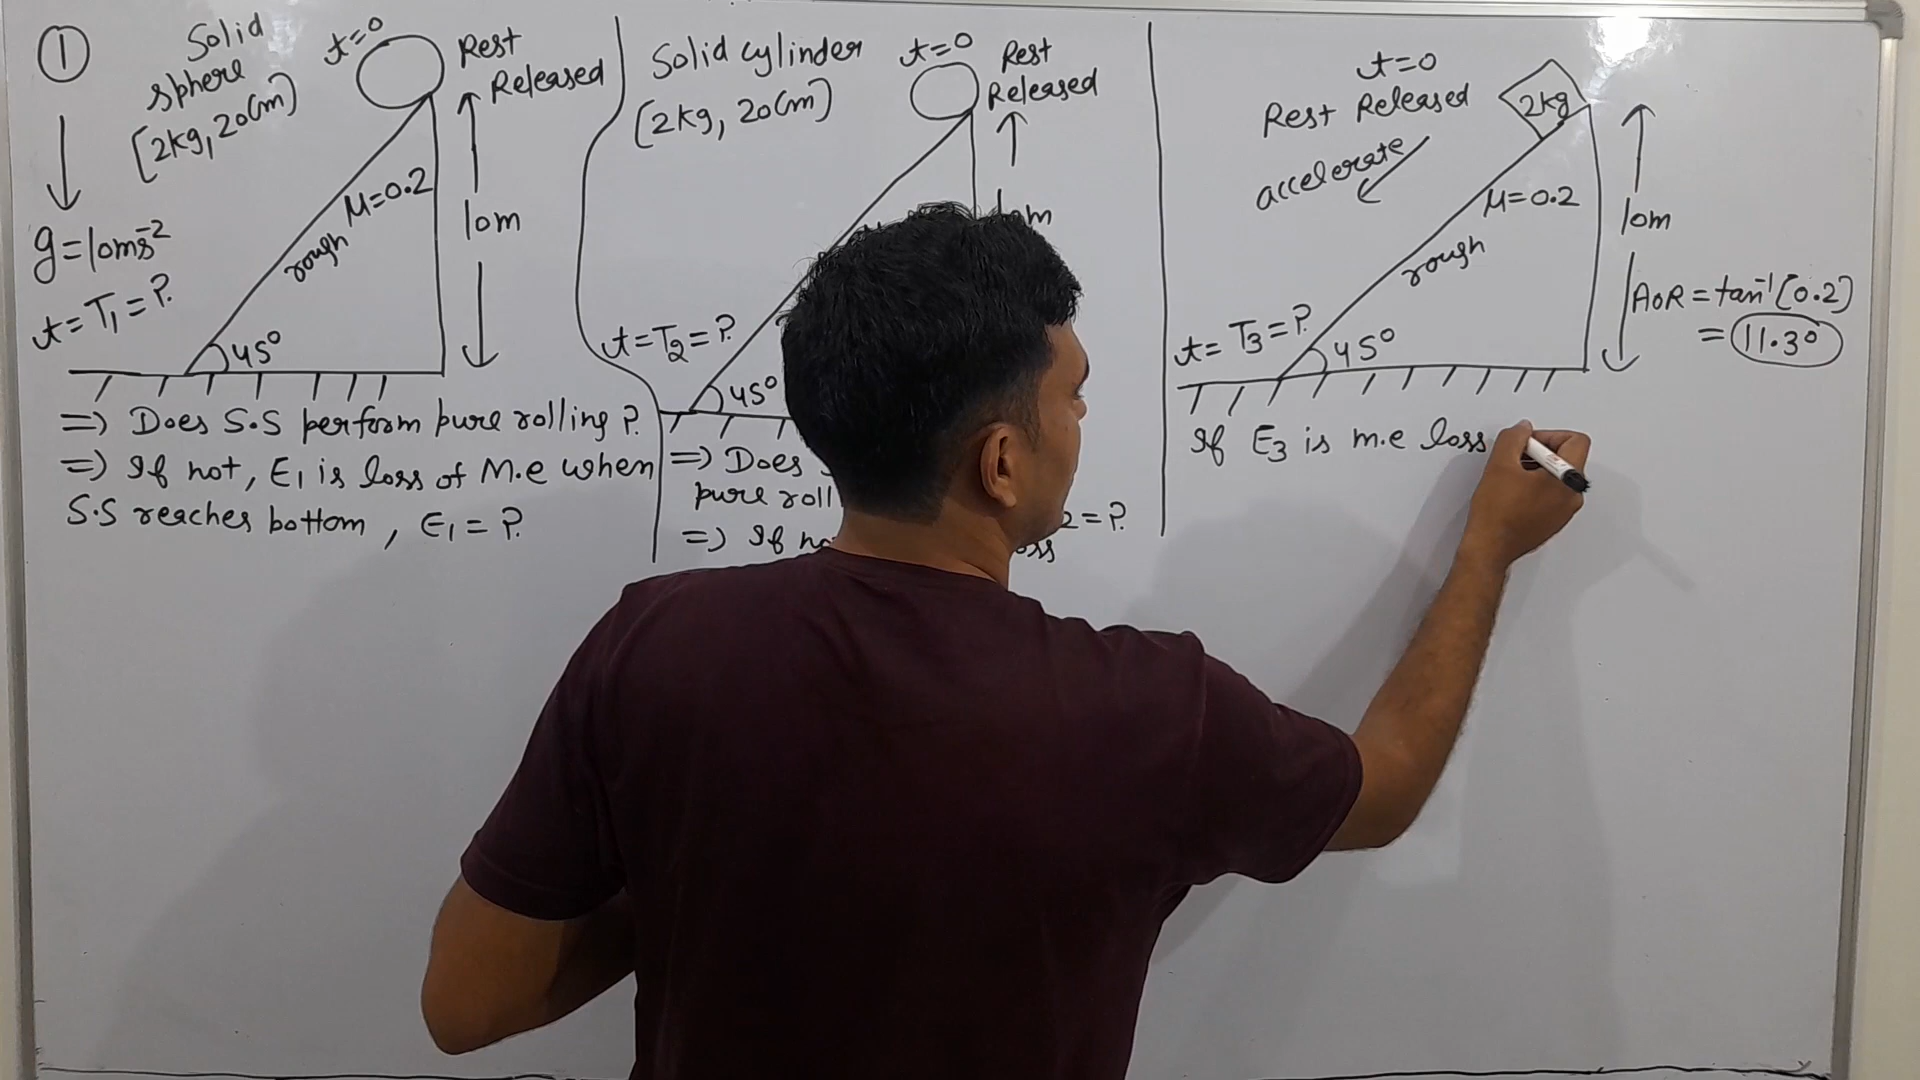 1
Solid
sphere
[2kg, 20cm)
t=0
Rest
Released
g=10ms⁻²
t=T₁=?
rough
μ=0.2
10m
45°
=) Does S.S perform pure rolling ?
=) If not, E₁ is loss of M.e when
S.S reaches bottom, E₁ = ?
Solid cylinder
[2kg, 20cm)
t=0
Rest
Released
10m
t=T₂=?
45°
=) Does
pure roll
2=?
=) If
t=0
Rest Released
accelerate
2kg
μ=0.2
rough
10m
t=T₃=?
45°
AOR = tan⁻¹[0.2]
= 11.3°
If E₃ is m.e loss